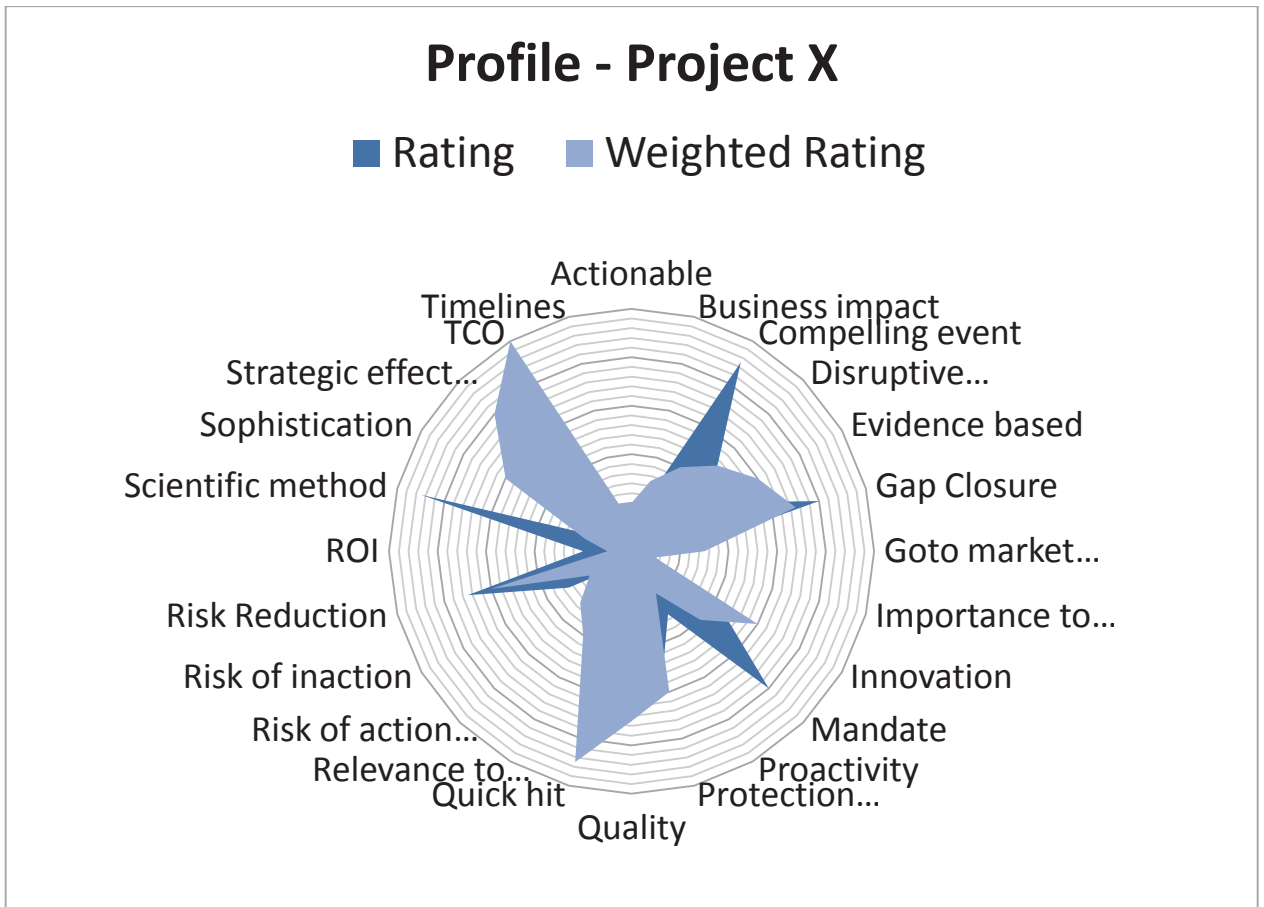 Profile - Project X
Rating Weighted Rating
Actionable
Business impact
Compelling event
Disruptive…
Evidence based
Gap Closure
Goto market…
Importance to…
Innovation
Mandate
Proactivity
Protection…
Quality
Quick hit
Relevance to…
Risk of action…
Risk of inaction
Risk Reduction
ROI
Scientific method
Sophistication
Strategic effect…
TCO
Timelines